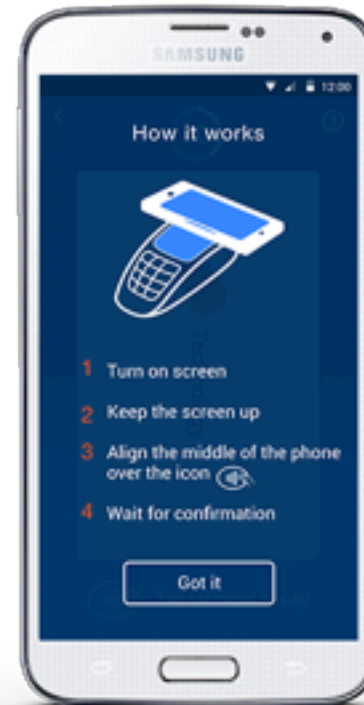 SAMSUNG
12:00
How it works
1 Turn on screen
2 Keep the screen up
3 Align the middle of the phone
over the icon
4 Wait for confirmation
Got it